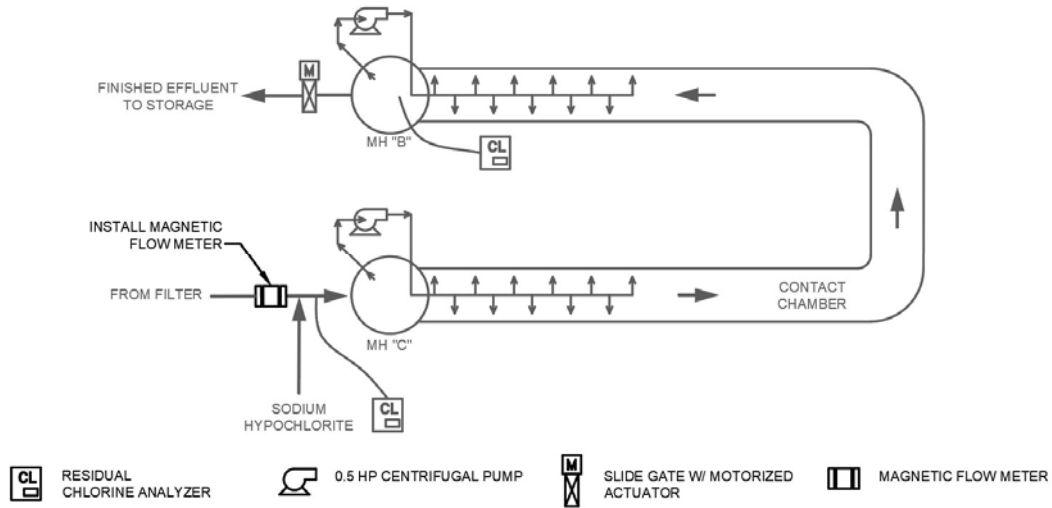 M
FINISHED EFFLUENT
TO STORAGE
MH "B"
CL
INSTALL MAGNETIC
FLOW METER
FROM FILTER
MH "C"
CONTACT
CHAMBER
SODIUM
HYPOCHLORITE
CL
CL
RESIDUAL
CHLORINE ANALYZER
0.5 HP CENTRIFUGAL PUMP
M
SLIDE GATE W/ MOTORIZED
ACTUATOR
MAGNETIC FLOW METER